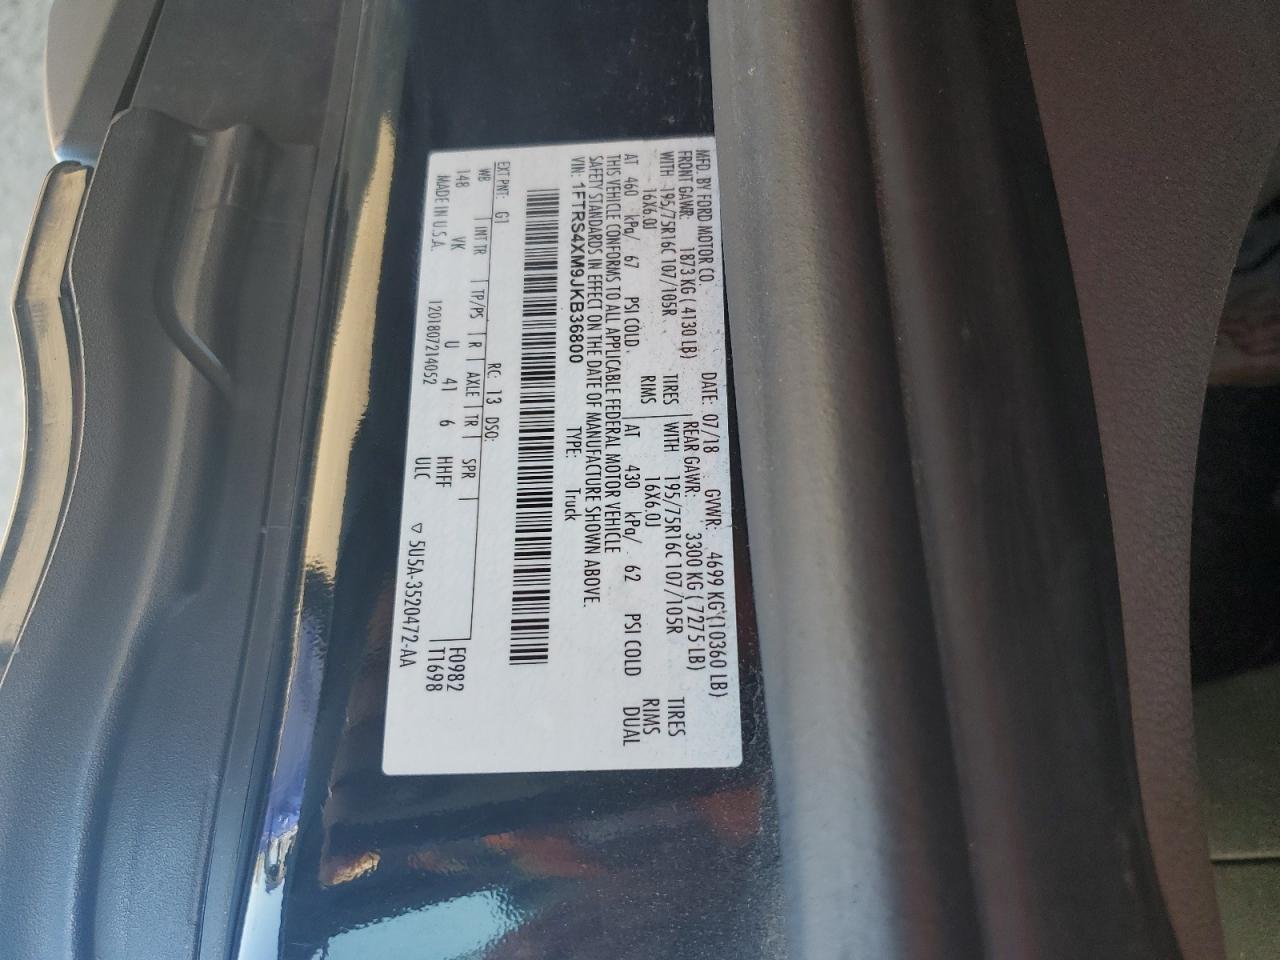 MFD. BY FORD MOTOR CO. DATE: 07/18 GVWR: 4699 KG (10360 LB)
FRONT GAWR: 1873 KG ( 4130 LB) REAR GAWR: 3300 KG ( 7275 LB)
WITH 195/75R16C 107/105R TIRES WITH 195/75R16C 107/105R TIRES
16X6.0J RIMS 16X6.0J RIMS
AT 460 kPa/ 67 PSI COLD AT 430 kPa/ 62 PSI COLD DUAL
THIS VEHICLE CONFORMS TO ALL APPLICABLE FEDERAL MOTOR VEHICLE
SAFETY STANDARDS IN EFFECT ON THE DATE OF MANUFACTURE SHOWN ABOVE.
VIN: 1FTRS4XM9JKB36800 TYPE: Truck
EXT PNT: G1 RC: 13 DSO:
WB INT TR TP/PS R AXLE TR SPR F0982
148 VK U 41 6 HHFF T1698
MADE IN U.S.A. 120180721 4052 ULC ▽ 5U5A-3520472-AA